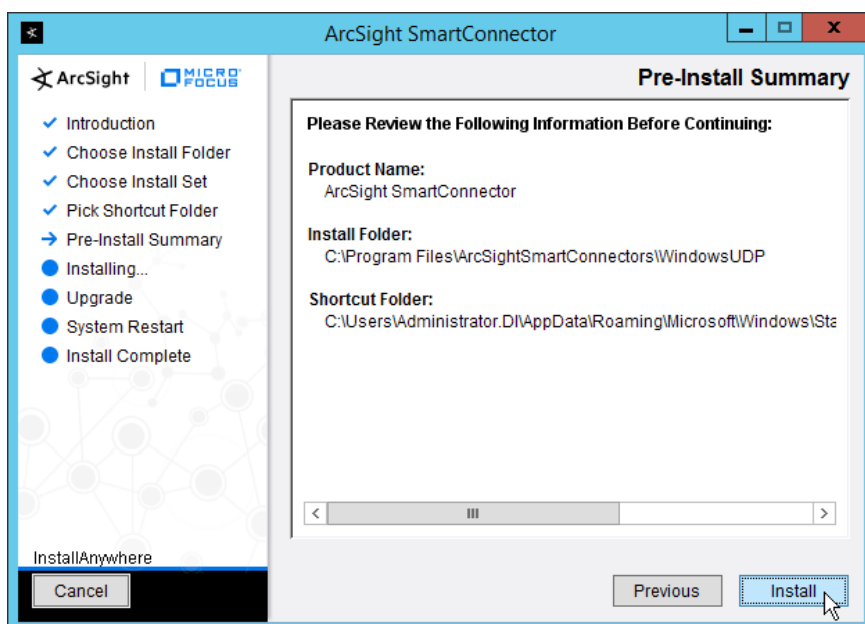 ArcSight SmartConnector
ArcSight
MICRO FOCUS
Pre-Install Summary
Introduction
Choose Install Folder
Choose Install Set
Pick Shortcut Folder
Pre-Install Summary
Installing...
Upgrade
System Restart
Install Complete
Please Review the Following Information Before Continuing:
Product Name:
ArcSight SmartConnector
Install Folder:
C:\Program Files\ArcSightSmartConnectors\WindowsUDP
Shortcut Folder:
C:\Users\Administrator.DI\AppData\Roaming\Microsoft\Windows\Sta
InstallAnywhere
Cancel
Previous
Install